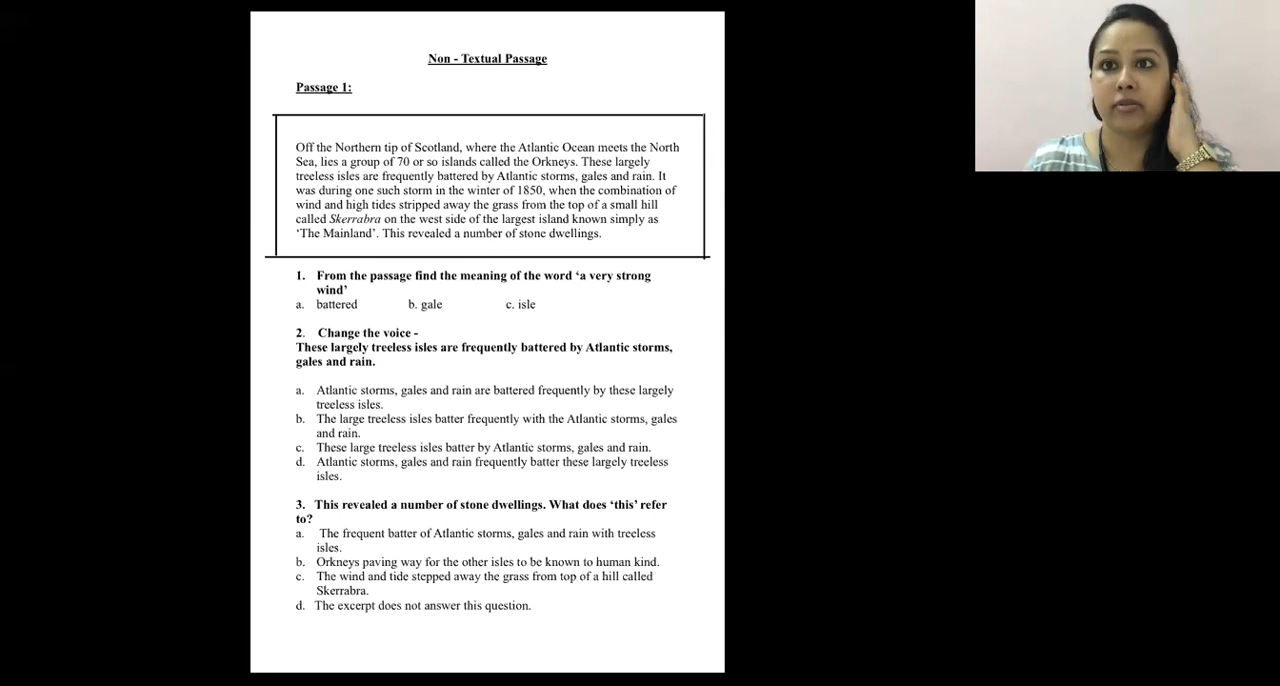 Non - Textual Passage
Passage 1:
Off the Northern tip of Scotland, where the Atlantic Ocean meets the North
Sea, lies a group of 70 or so islands called the Orkneys. These largely
treeless isles are frequently battered by Atlantic storms, gales and rain. It
was during one such storm in the winter of 1850, when the combination of
wind and high tides stripped away the grass from the top of a small hill
called Skerrabra on the west side of the largest island known simply as
‘The Mainland’. This revealed a number of stone dwellings.
1. From the passage find the meaning of the word ‘a very strong
wind’
a. battered b. gale c. isle
2. Change the voice -
These largely treeless isles are frequently battered by Atlantic storms,
gales and rain.
a. Atlantic storms, gales and rain are battered frequently by these largely
treeless isles.
b. The large treeless isles batter frequently with the Atlantic storms, gales
and rain.
c. These large treeless isles batter by Atlantic storms, gales and rain.
d. Atlantic storms, gales and rain frequently batter these largely treeless
isles.
3. This revealed a number of stone dwellings. What does ‘this’ refer
to?
a. The frequent batter of Atlantic storms, gales and rain with treeless
isles.
b. Orkneys paving way for the other isles to be known to human kind.
c. The wind and tide stepped away the grass from top of a hill called
Skerrabra.
d. The excerpt does not answer this question.